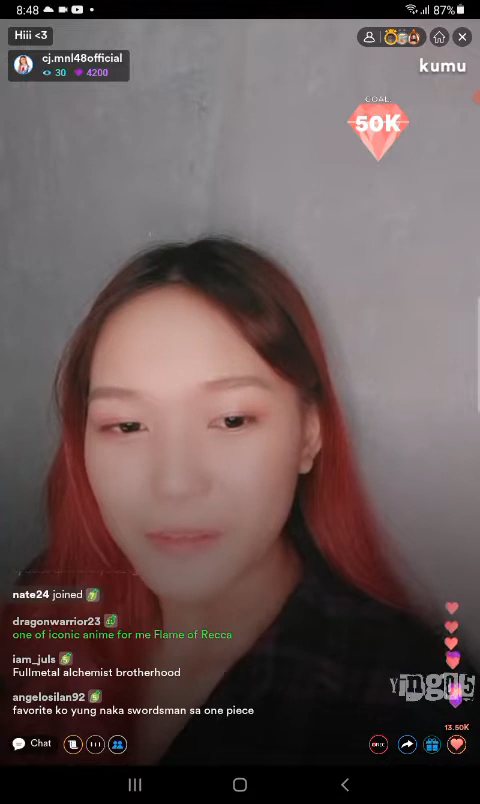 8:48
87%
Hiii <3
cj.mnl48official
30 4200
kumu
GOAL
50K
nate24 joined
dragonwarrior23
one of iconic anime for me Flame of Recca
iam_juls
Fullmetal alchemist brotherhood
angelosilan92
favorite ko yung naka swordsman sa one piece
13.50K
Chat